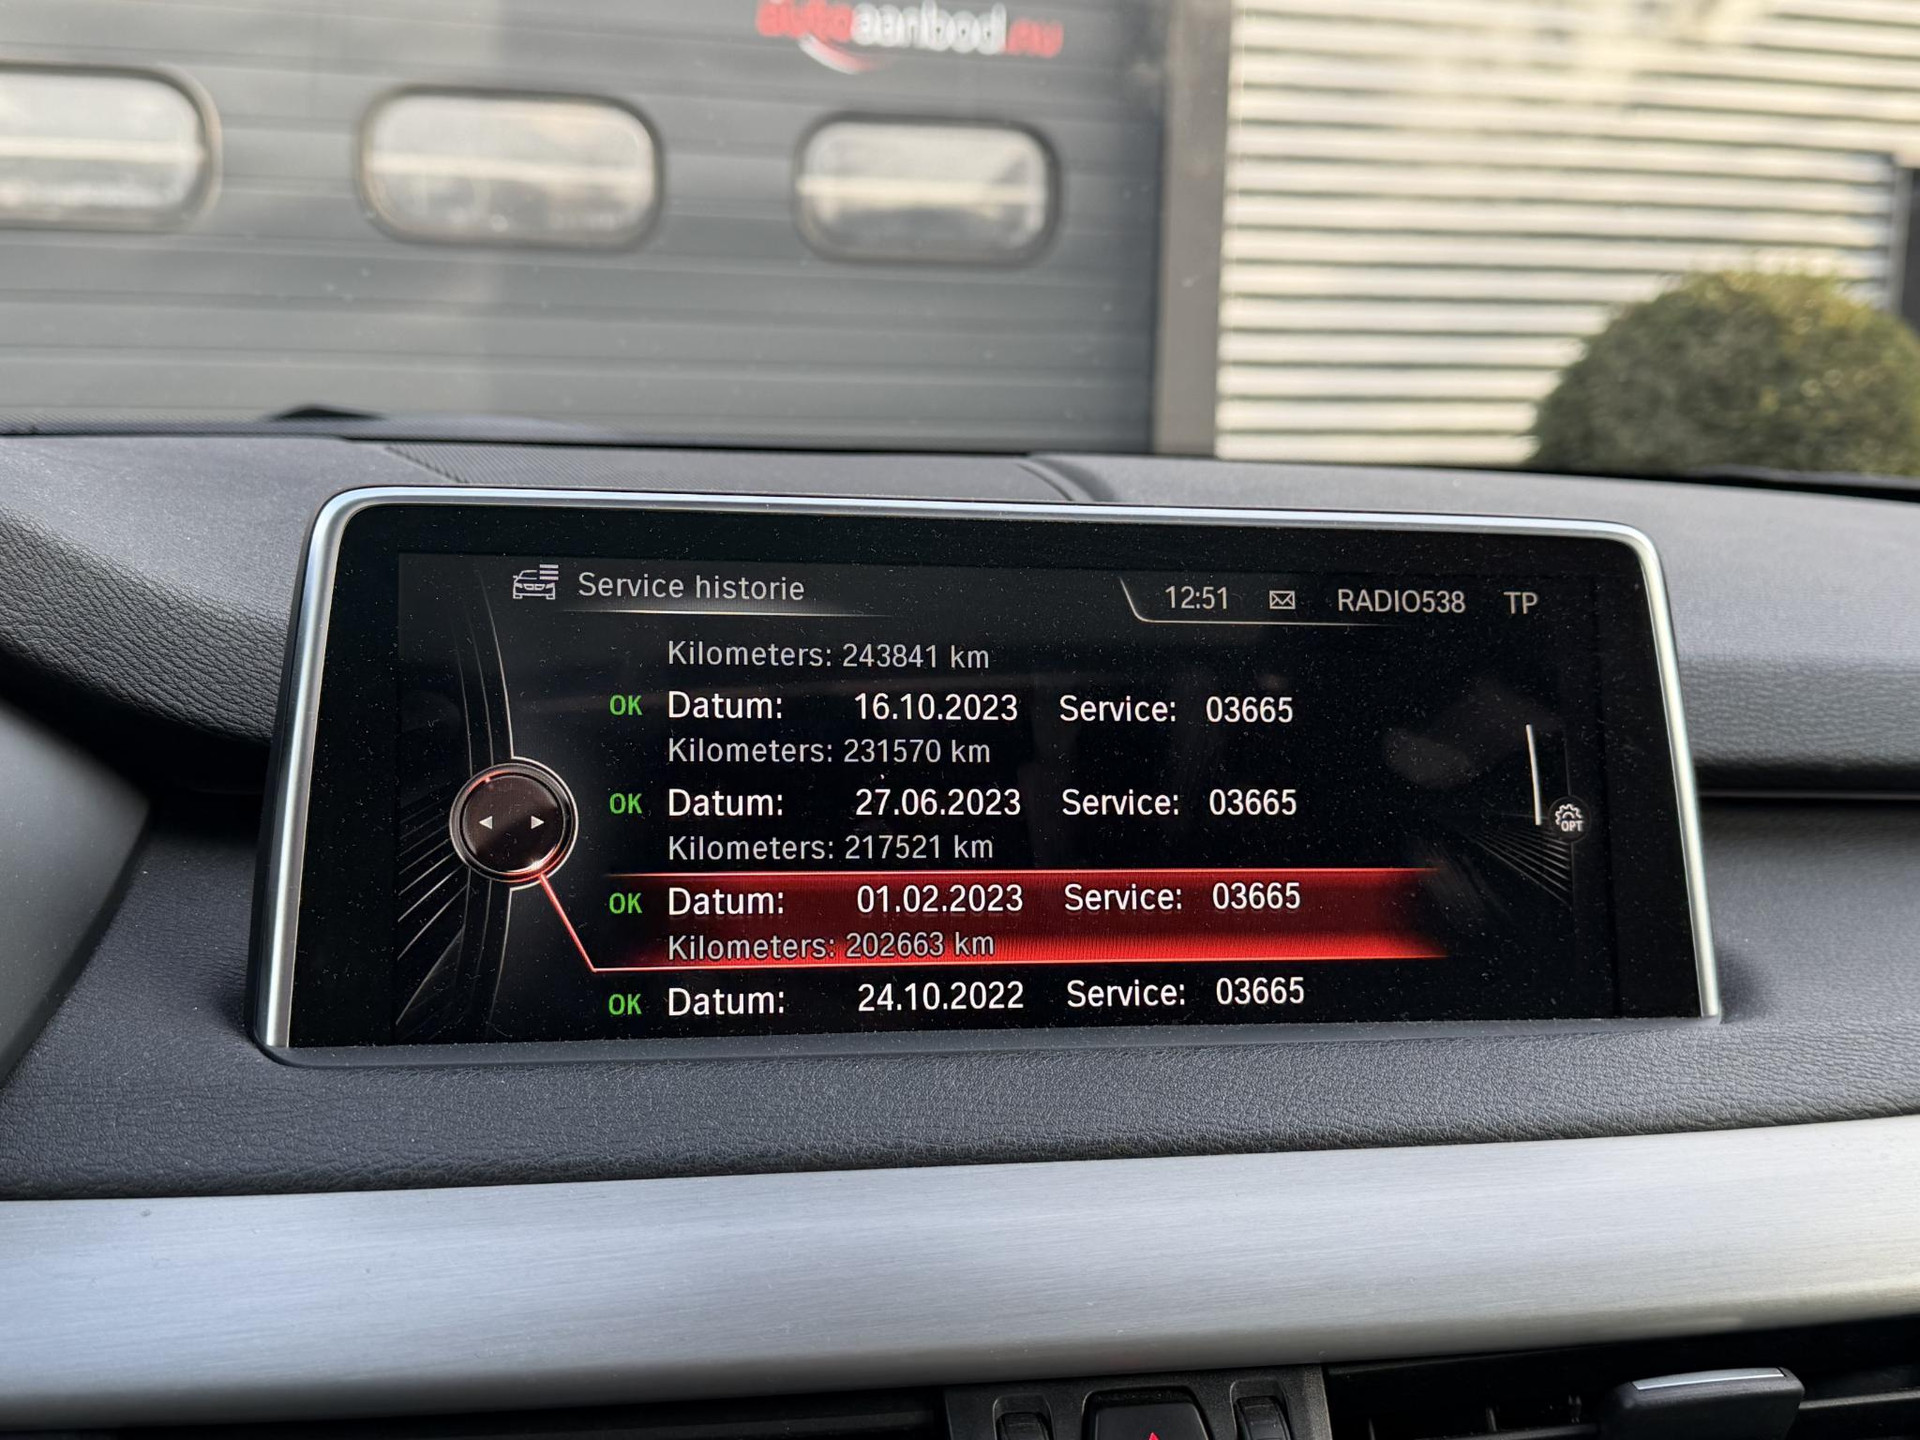 autoaanbod.nu
Service historie
12:51 RADIO538 TP
Kilometers: 243841 km
OK Datum: 16.10.2023 Service: 03665
Kilometers: 231570 km
OK Datum: 27.06.2023 Service: 03665
Kilometers: 217521 km
OPT
OK Datum: 01.02.2023 Service: 03665
Kilometers: 202663 km
OK Datum: 24.10.2022 Service: 03665